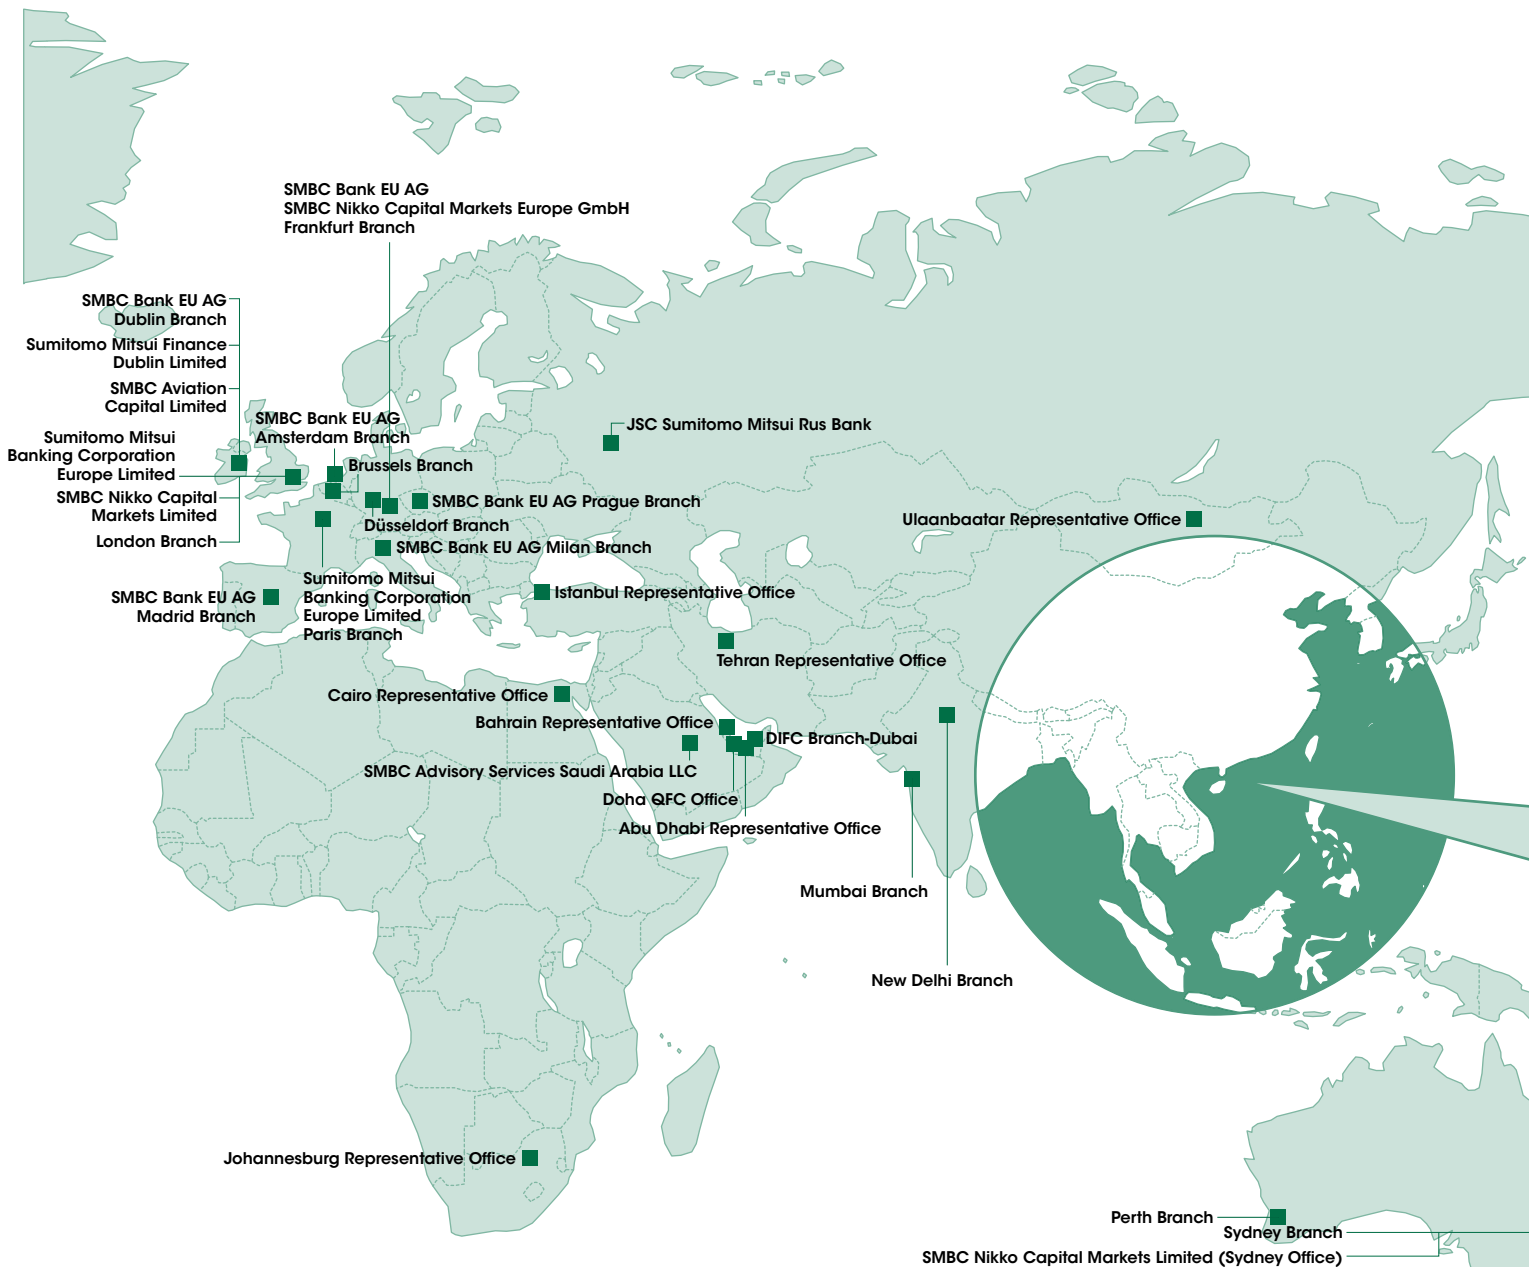 SMBC Bank EU AG
SMBC Nikko Capital Markets Europe GmbH
Frankfurt Branch
SMBC Bank EU AG
Dublin Branch
Sumitomo Mitsui Finance
Dublin Limited
SMBC Aviation
Capital Limited
SMBC Bank EU AG
Amsterdam Branch
Sumitomo Mitsui
Banking Corporation
Europe Limited
SMBC Nikko Capital
Markets Limited
London Branch
Brussels Branch
JSC Sumitomo Mitsui Rus Bank
SMBC Bank EU AG Prague Branch
Düsseldorf Branch
SMBC Bank EU AG Milan Branch
Ulaanbaatar Representative Office
SMBC Bank EU AG
Madrid Branch
Sumitomo Mitsui
Banking Corporation
Europe Limited
Paris Branch
Istanbul Representative Office
Tehran Representative Office
Cairo Representative Office
Bahrain Representative Office
DIFC Branch-Dubai
SMBC Advisory Services Saudi Arabia LLC
Doha QFC Office
Abu Dhabi Representative Office
Mumbai Branch
New Delhi Branch
Johannesburg Representative Office
Perth Branch
Sydney Branch
SMBC Nikko Capital Markets Limited (Sydney Office)